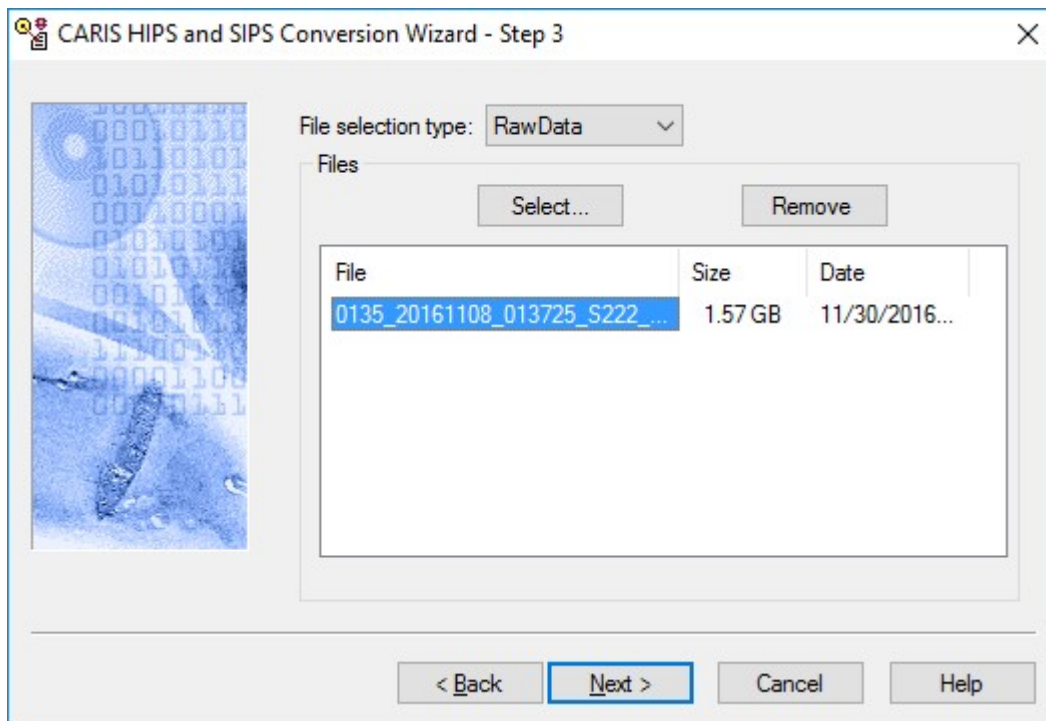 CARIS HIPS and SIPS Conversion Wizard - Step 3
File selection type: RawData
Files
Select... Remove
File Size Date
0135_20161108_013725_S222_... 1.57 GB 11/30/2016...
< Back Next > Cancel Help